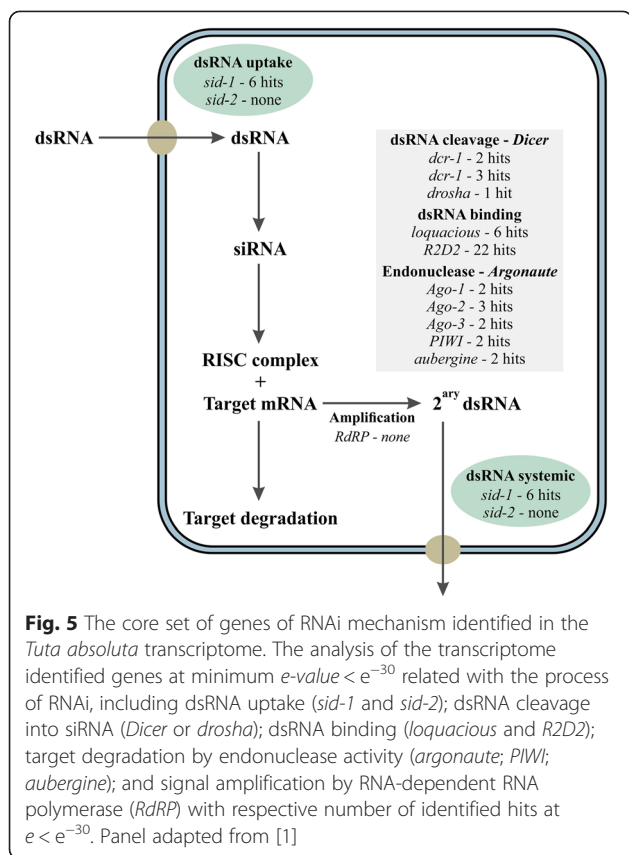 dsRNA uptake
sid-1 - 6 hits
sid-2 - none
dsRNA
dsRNA
dsRNA cleavage - Dicer
dcr-1 - 2 hits
dcr-1 - 3 hits
drosha - 1 hit
dsRNA binding
loquacious - 6 hits
R2D2 - 22 hits
Endonuclease - Argonaute
Ago-1 - 2 hits
Ago-2 - 3 hits
Ago-3 - 2 hits
PIWI - 2 hits
aubergine - 2 hits
siRNA
RISC complex
+
Target mRNA
Amplification
RdRP - none
2ary dsRNA
dsRNA systemic
sid-1 - 6 hits
sid-2 - none
Target degradation
Fig. 5 The core set of genes of RNAi mechanism identified in the
Tuta absoluta transcriptome. The analysis of the transcriptome
identified genes at minimum e-value < e−30 related with the process
of RNAi, including dsRNA uptake (sid-1 and sid-2); dsRNA cleavage
into siRNA (Dicer or drosha); dsRNA binding (loquacious and R2D2);
target degradation by endonuclease activity (argonaute; PIWI;
aubergine); and signal amplification by RNA-dependent RNA
polymerase (RdRP) with respective number of identified hits at
e < e−30. Panel adapted from [1]